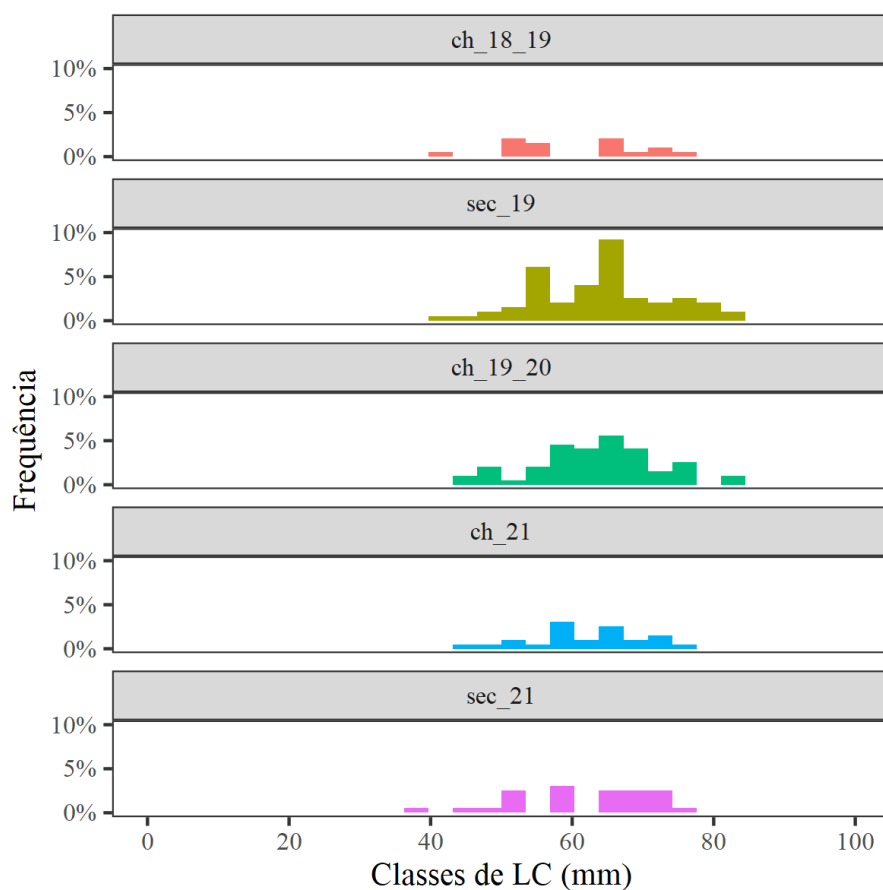 ch_18_19
10%
5%
0%
sec_19
10%
5%
0%
ch_19_20
10%
5%
0%
ch_21
10%
5%
0%
sec_21
10%
5%
0%
Frequência
0 20 40 60 80 100
Classes de LC (mm)